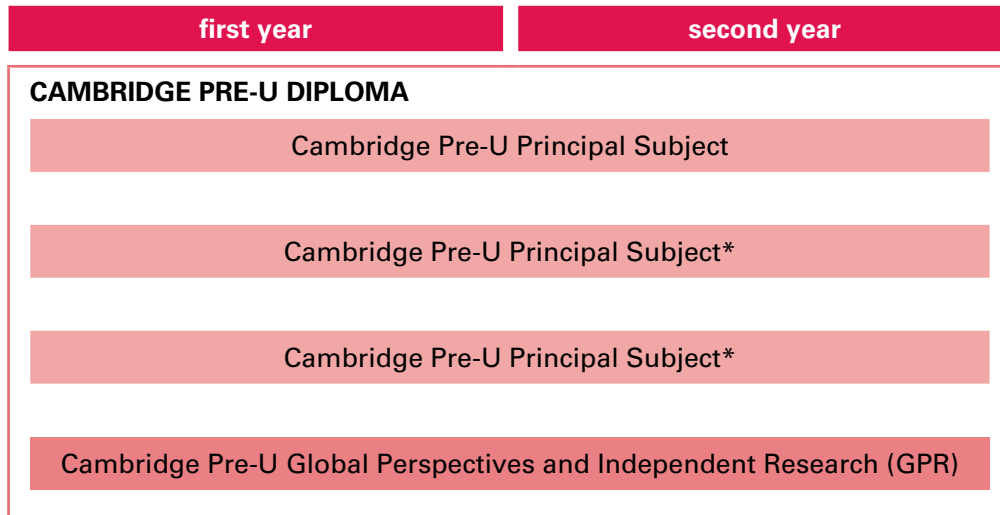 first year
second year
CAMBRIDGE PRE-U DIPLOMA
Cambridge Pre-U Principal Subject
Cambridge Pre-U Principal Subject*
Cambridge Pre-U Principal Subject*
Cambridge Pre-U Global Perspectives and Independent Research (GPR)